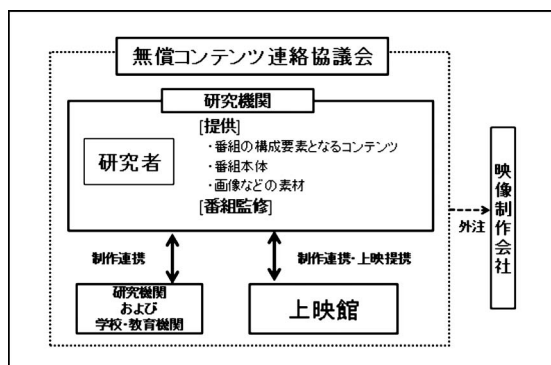 無償コンテンツ連絡協議会
研究機関
[提供]
・番組の構成要素となるコンテンツ
・番組本体
・画像などの素材
[番組監修]
研究者
映像制作会社
外注
制作連携
制作連携・上映提携
研究機関
および
学校・教育機関
上映館